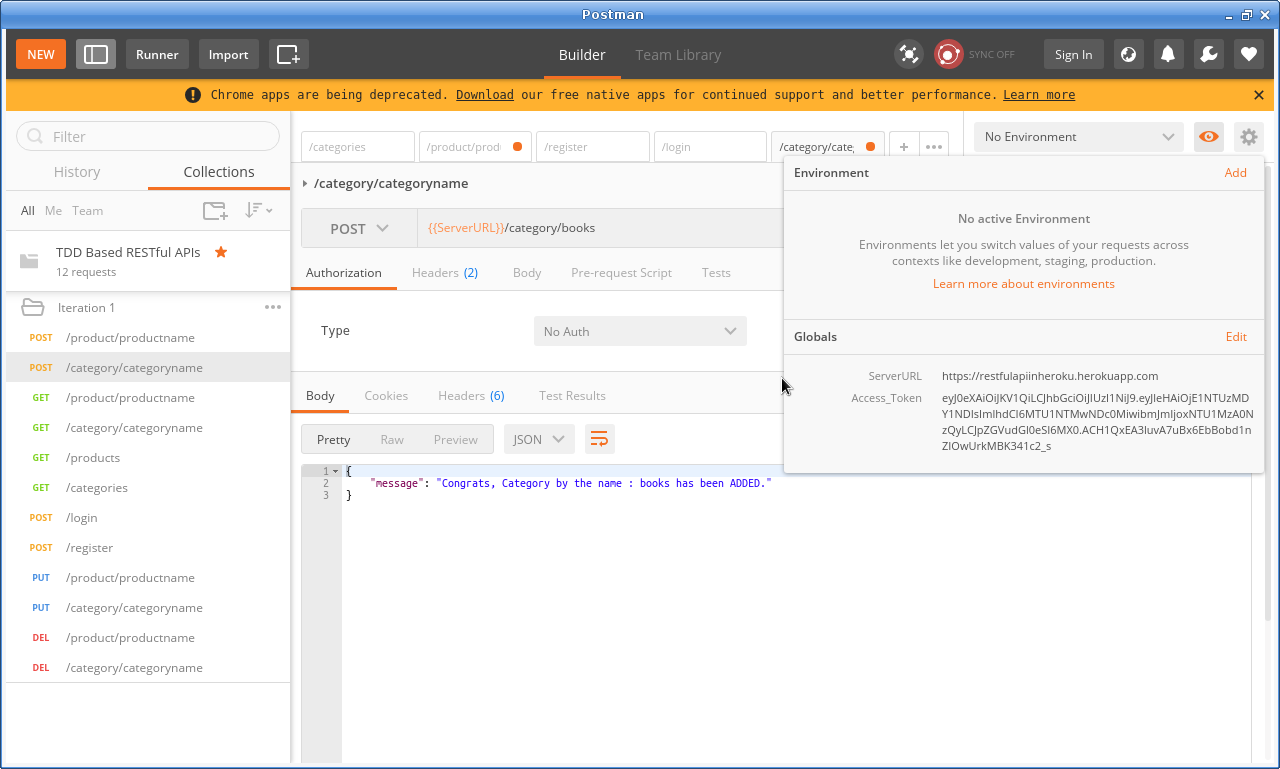 Postman
NEW
Runner
Import
Builder
Team Library
SYNC OFF
Sign In
Chrome apps are being deprecated. Download our free native apps for continued support and better performance. Learn more
Filter
History
Collections
All
Me
Team
TDD Based RESTful APIs
12 requests
Iteration 1
POST /product/productname
POST /category/categoryname
GET /product/productname
GET /category/categoryname
GET /products
GET /categories
POST /login
POST /register
PUT /product/productname
PUT /category/categoryname
DEL /product/productname
DEL /category/categoryname
/categories
/product/prod
/register
/login
/category/cate
No Environment
/category/categoryname
POST
{{ServerURL}}/category/books
Authorization
Headers (2)
Body
Pre-request Script
Tests
Type
No Auth
Body
Cookies
Headers (6)
Test Results
Pretty
Raw
Preview
JSON
1 {
2 "message": "Congrats, Category by the name : books has been ADDED."
3 }
Environment
Add
No active Environment
Environments let you switch values of your requests across
contexts like development, staging, production.
Learn more about environments
Globals
Edit
ServerURL
https://restfulapiinheroku.herokuapp.com
Access_Token
eyJ0eXAiOiJKV1QiLCJhbGciOiJIUzI1NiJ9.eyJleHAiOjE1NTUzMD
Y1NDIsImlhdCI6MTU1NTMwNDc0MiwibmJmIjoxNTU1MzA0N
zQyLCJpZGVudGl0eSI6MX0.ACH1QxEA3IuvA7uBx6EbBobd1n
ZIOwUrkMBK341c2_s